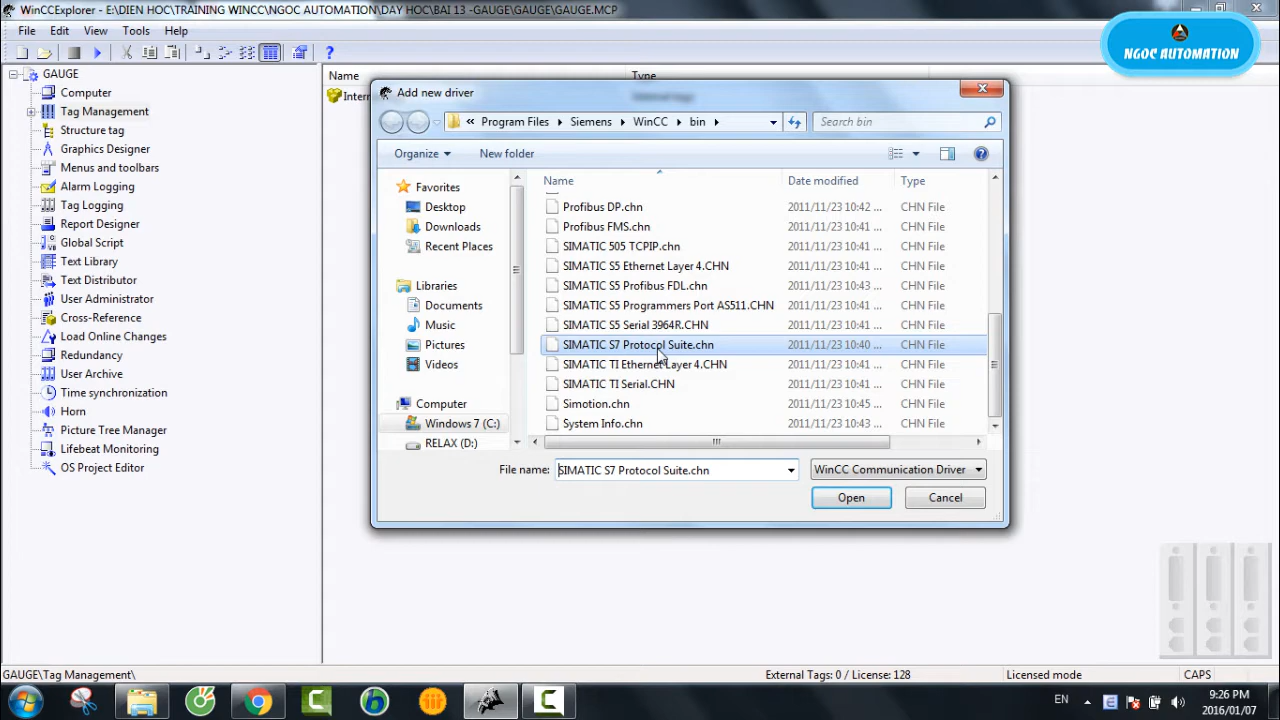 WinCCExplorer - E:\DIEN HOC\TRAINING WINCC\NGOC AUTOMATION\DAY HOC\BAI 13 -GAUGE\GAUGE\GAUGE.MCP
File Edit View Tools Help
NGOC AUTOMATION
GAUGE
Computer
Tag Management
Structure tag
Graphics Designer
Menus and toolbars
Alarm Logging
Tag Logging
Report Designer
Global Script
Text Library
Text Distributor
User Administrator
Cross-Reference
Load Online Changes
Redundancy
User Archive
Time synchronization
Horn
Picture Tree Manager
Lifebeat Monitoring
OS Project Editor
Name Type
Intern
Internal tags
Add new driver
« Program Files Siemens WinCC bin
Search bin
Organize New folder
Favorites
Desktop
Downloads
Recent Places
Libraries
Documents
Music
Pictures
Videos
Computer
Windows 7 (C:)
RELAX (D:)
Name Date modified Type
Profibus DP.chn 2011/11/23 10:42 ... CHN File
Profibus FMS.chn 2011/11/23 10:41 ... CHN File
SIMATIC 505 TCPIP.chn 2011/11/23 10:41 ... CHN File
SIMATIC S5 Ethernet Layer 4.CHN 2011/11/23 10:41 ... CHN File
SIMATIC S5 Profibus FDL.chn 2011/11/23 10:43 ... CHN File
SIMATIC S5 Programmers Port AS511.CHN 2011/11/23 10:41 ... CHN File
SIMATIC S5 Serial 3964R.CHN 2011/11/23 10:41 ... CHN File
SIMATIC S7 Protocol Suite.chn 2011/11/23 10:40 ... CHN File
SIMATIC TI Ethernet Layer 4.CHN 2011/11/23 10:41 ... CHN File
SIMATIC TI Serial.CHN 2011/11/23 10:41 ... CHN File
Simotion.chn 2011/11/23 10:45 ... CHN File
System Info.chn 2011/11/23 10:43 ... CHN File
File name: SIMATIC S7 Protocol Suite.chn WinCC Communication Driver
Open Cancel
GAUGE\Tag Management\ External Tags: 0 / License: 128 Licensed mode CAPS
EN
9:26 PM
2016/01/07